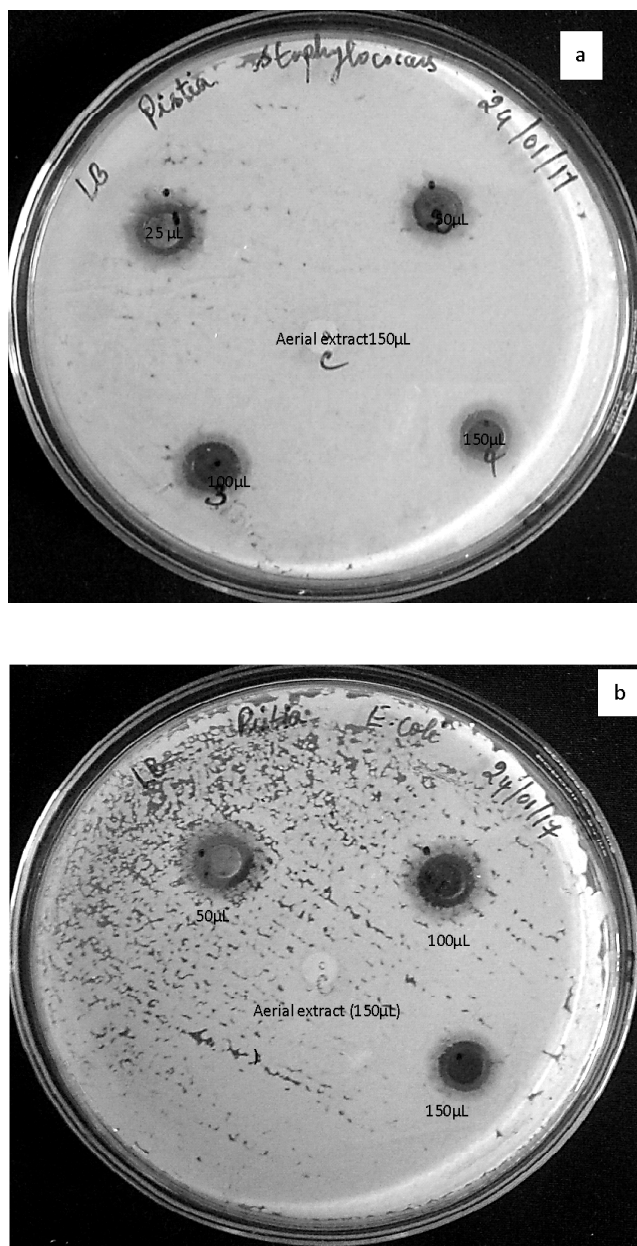 a
Pistia Staphylococcus
24/01/17
LB
25 µL
50µL
Aerial extract150µL
C
150µL
4
100µL
3
b
Pistia E. coli
LB
24/01/17
50µL
100µL
C
Aerial extract (150µL)
150µL